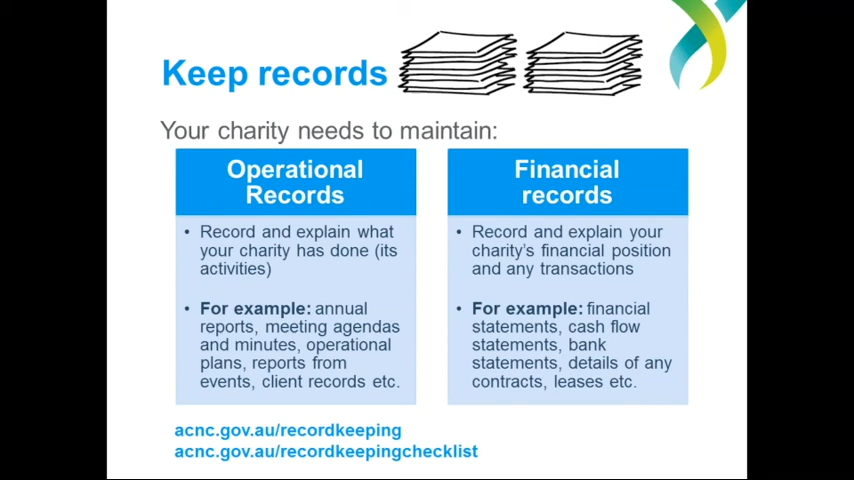 Keep records
Your charity needs to maintain:
Operational
Records
• Record and explain what
your charity has done (its
activities)
• For example: annual
reports, meeting agendas
and minutes, operational
plans, reports from
events, client records etc.
Financial
records
• Record and explain your
charity's financial position
and any transactions
• For example: financial
statements, cash flow
statements, bank
statements, details of any
contracts, leases etc.
acnc.gov.au/recordkeeping
acnc.gov.au/recordkeepingchecklist